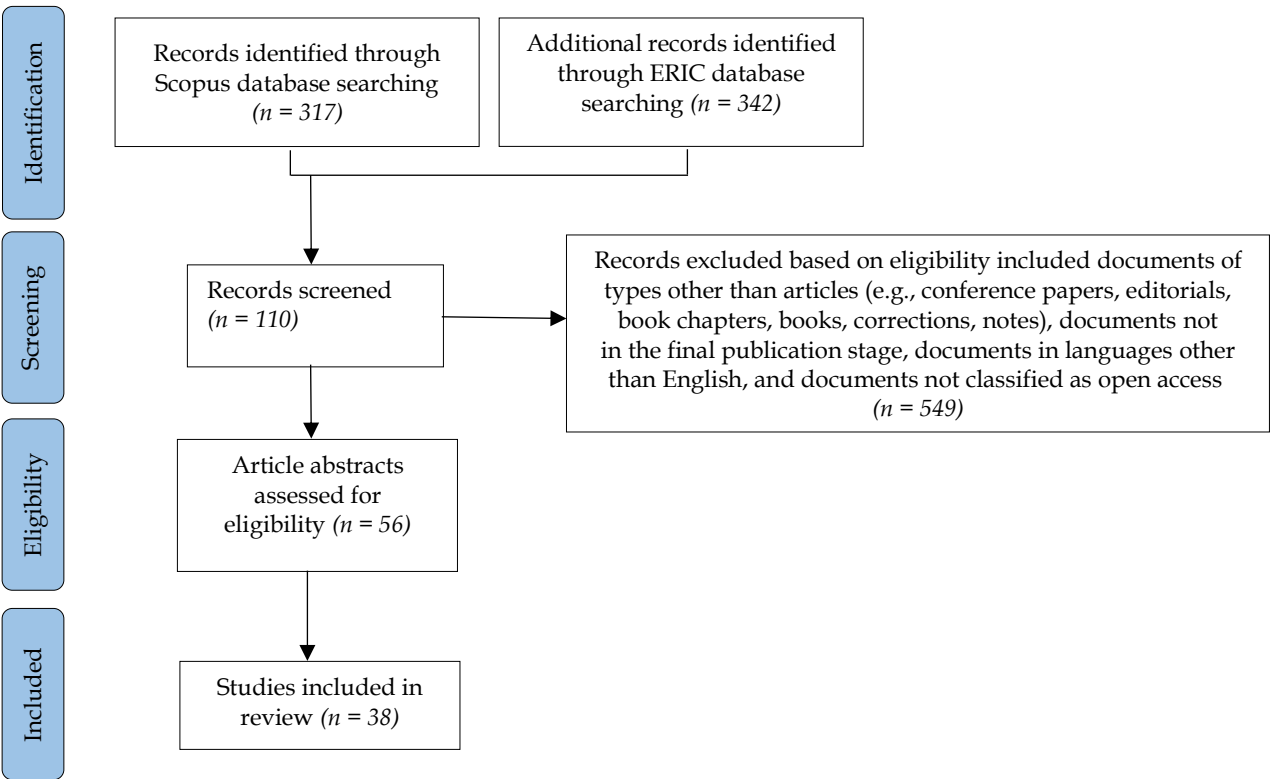 Identification
Records identified through
Scopus database searching
(n = 317)
Additional records identified
through ERIC database
searching (n = 342)
Screening
Records screened
(n = 110)
Records excluded based on eligibility included documents of
types other than articles (e.g., conference papers, editorials,
book chapters, books, corrections, notes), documents not
in the final publication stage, documents in languages other
than English, and documents not classified as open access
(n = 549)
Eligibility
Article abstracts
assessed for
eligibility (n = 56)
Included
Studies included in
review (n = 38)